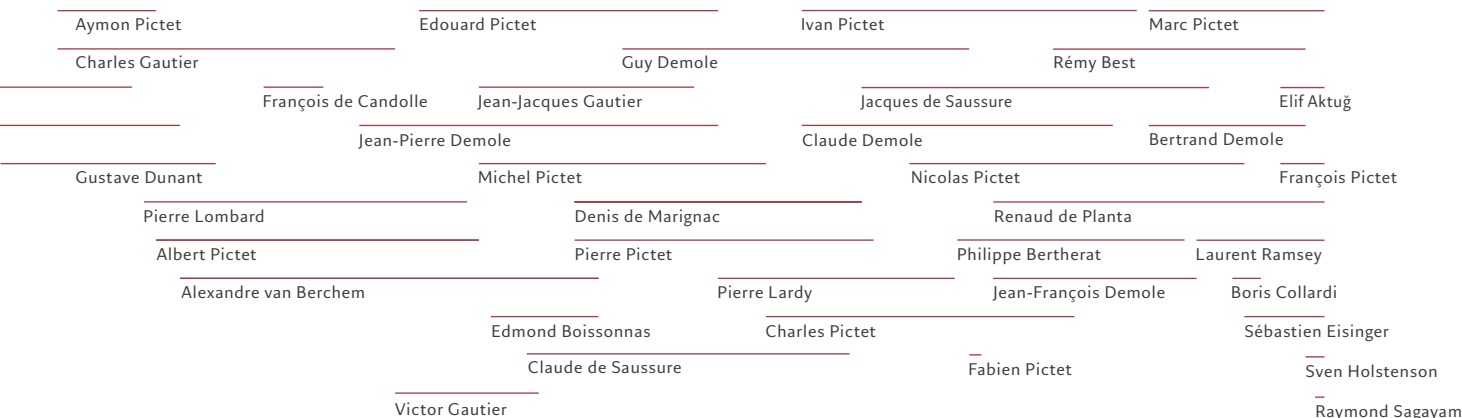 Aymon Pictet
Edouard Pictet
Ivan Pictet
Marc Pictet
Charles Gautier
Guy Demole
Rémy Best
François de Candolle
Jean-Jacques Gautier
Jacques de Saussure
Elif Aktuğ
Jean-Pierre Demole
Claude Demole
Bertrand Demole
Gustave Dunant
Michel Pictet
Nicolas Pictet
François Pictet
Pierre Lombard
Denis de Marignac
Renaud de Planta
Albert Pictet
Pierre Pictet
Philippe Bertherat
Laurent Ramsey
Alexandre van Berchem
Pierre Lardy
Jean-François Demole
Boris Collardi
Edmond Boissonnas
Charles Pictet
Sébastien Eisinger
Claude de Saussure
Fabien Pictet
Sven Holstenson
Victor Gautier
Raymond Sagayam